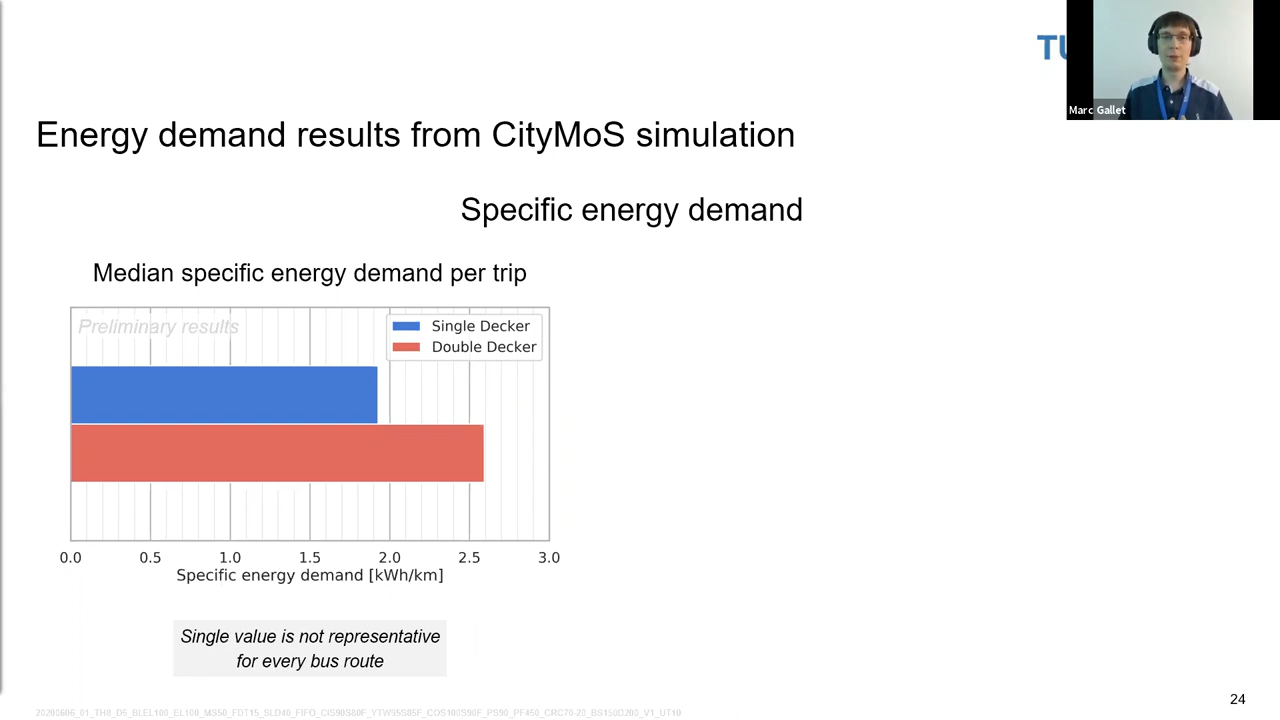 TU
Marc Gallet
Energy demand results from CityMoS simulation
Specific energy demand
Median specific energy demand per trip
Preliminary results
Single Decker
Double Decker
0.0 0.5 1.0 1.5 2.0 2.5 3.0
Specific energy demand [kWh/km]
Single value is not representative
for every bus route
24